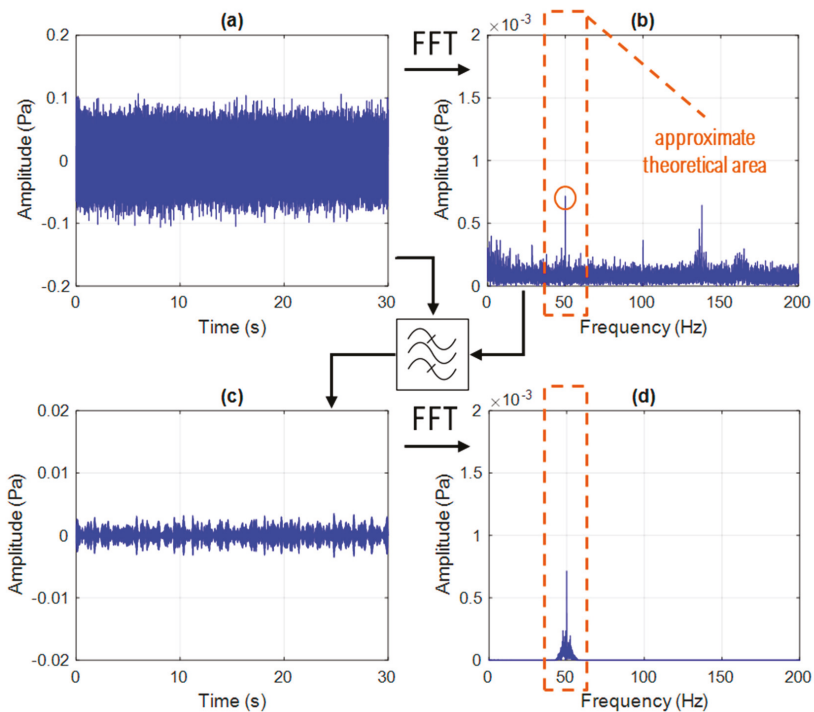 (a)
Amplitude (Pa)
0.2
0.1
0
-0.1
-0.2
0
10
20
30
Time (s)
FFT
(b)
×10⁻³
Amplitude (Pa)
2
1.5
1
0.5
0
approximate
theoretical area
0
50
100
150
200
Frequency (Hz)
(c)
Amplitude (Pa)
0.02
0.01
0
-0.01
-0.02
0
10
20
30
Time (s)
FFT
(d)
×10⁻³
Amplitude (Pa)
2
1.5
1
0.5
0
0
50
100
150
200
Frequency (Hz)